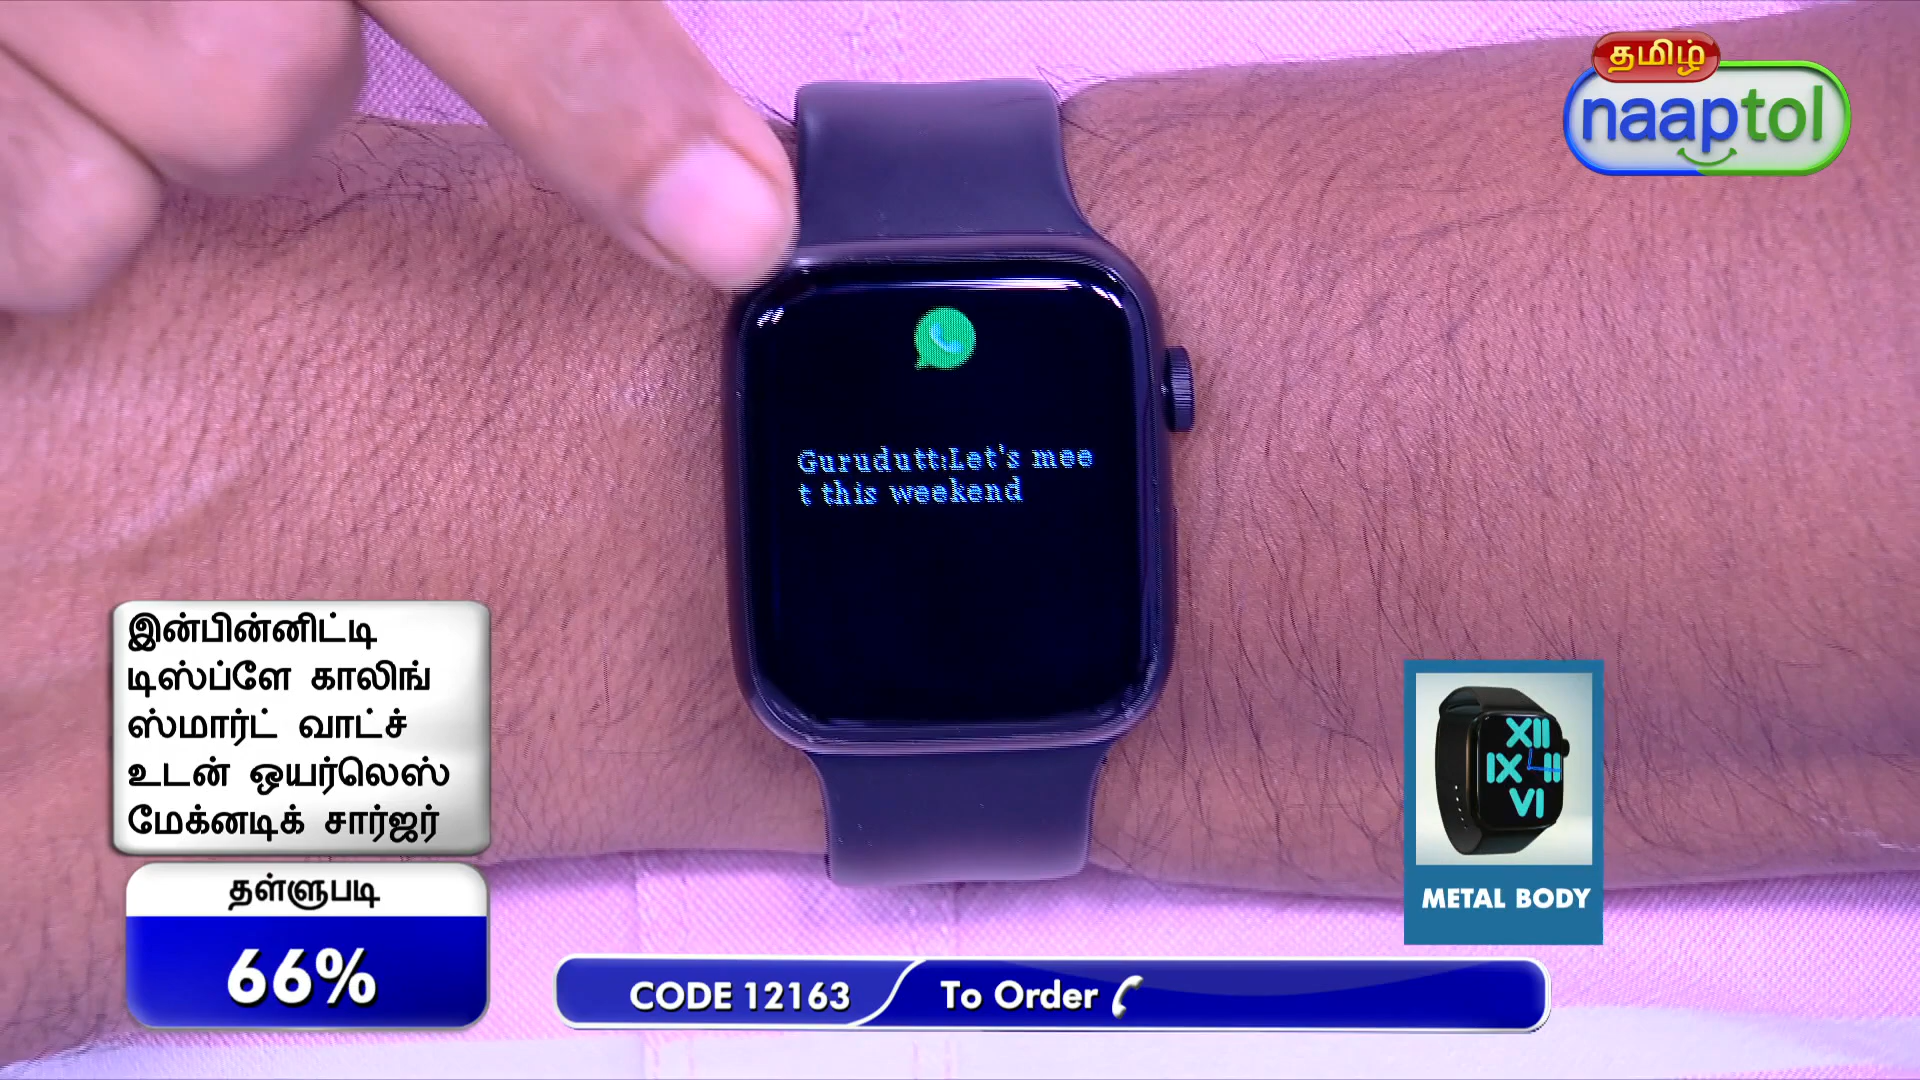 தமிழ்
naaptol
Gurudutt:Let's mee
t this weekend
இன்பின்னிட்டி
டிஸ்ப்ளே காலிங்
ஸ்மார்ட் வாட்ச்
உடன் ஒயர்லெஸ்
மேக்னடிக் சார்ஜர்
தள்ளுபடி
66%
XII
IX III
VI
METAL BODY
CODE 12163 To Order